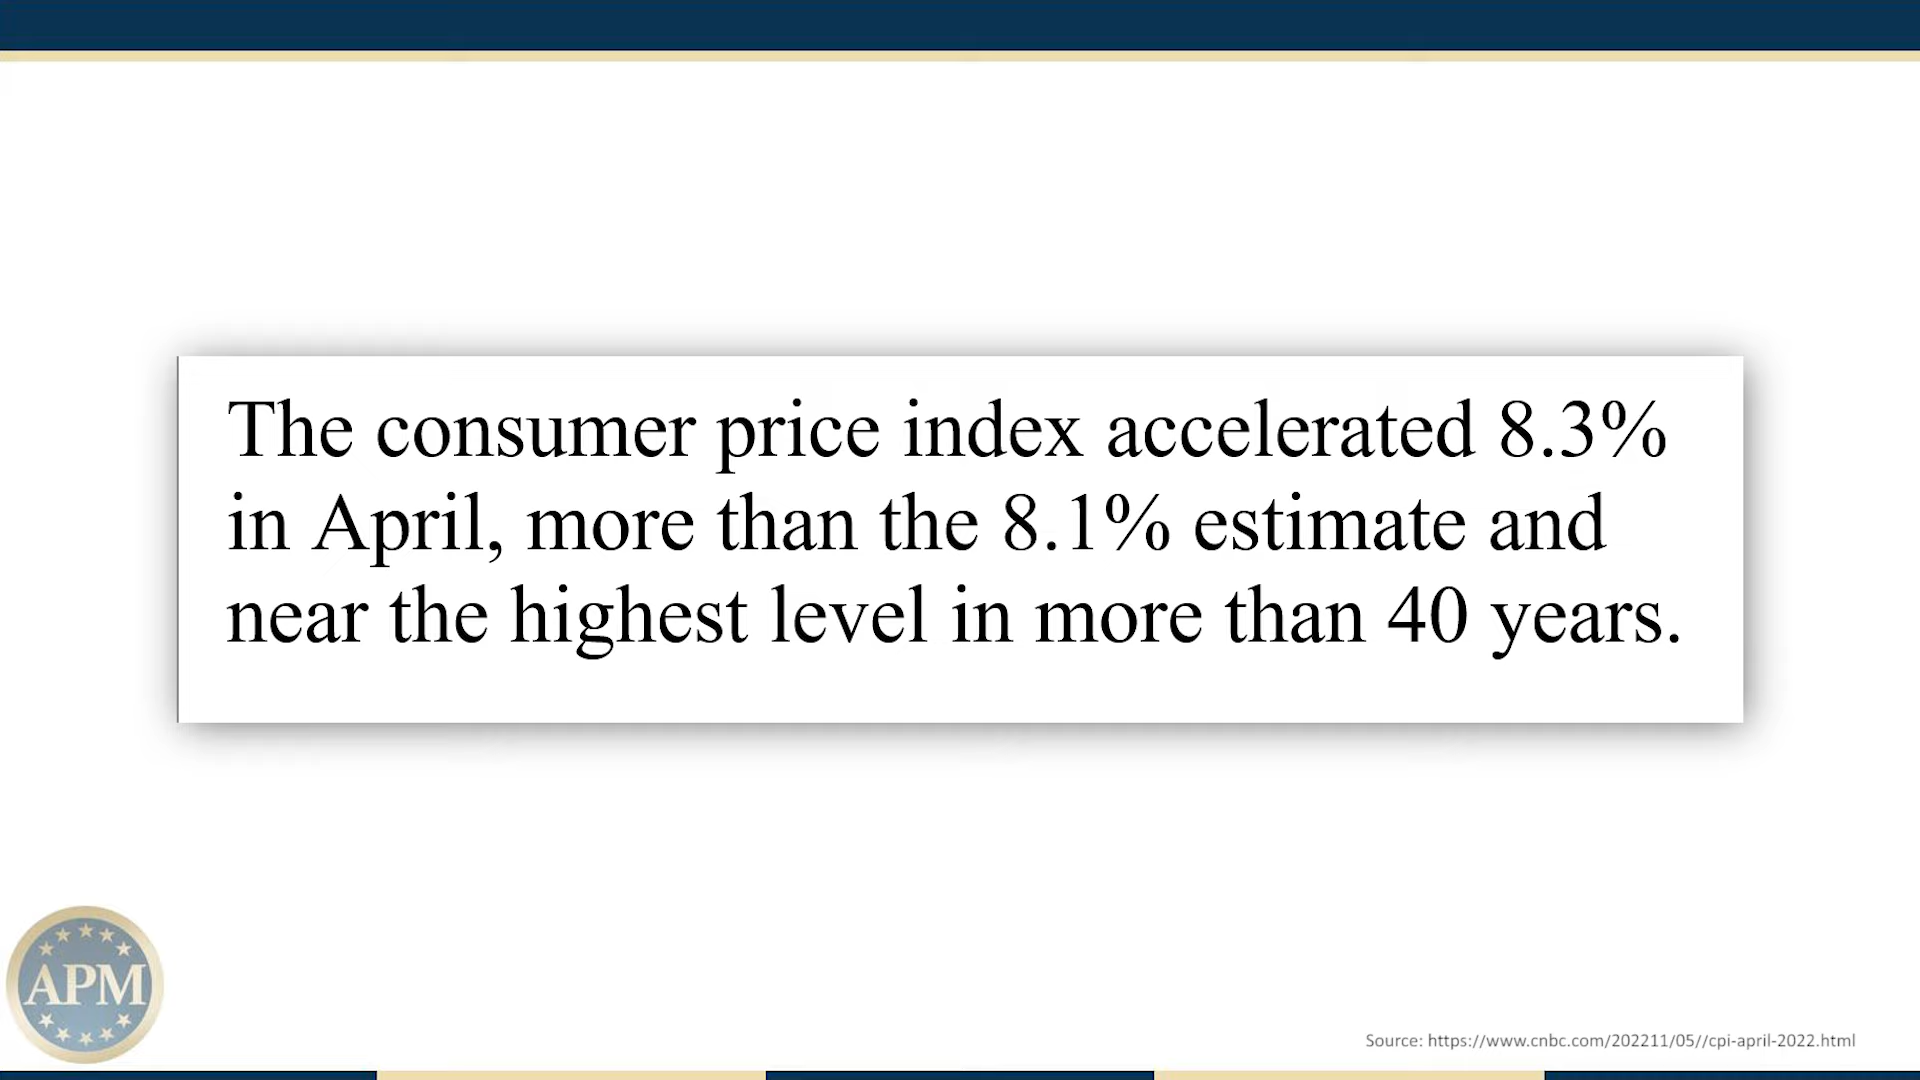 The consumer price index accelerated 8.3%
in April, more than the 8.1% estimate and
near the highest level in more than 40 years.
APM
Source: https://www.cnbc.com/202211/05//cpi-april-2022.html